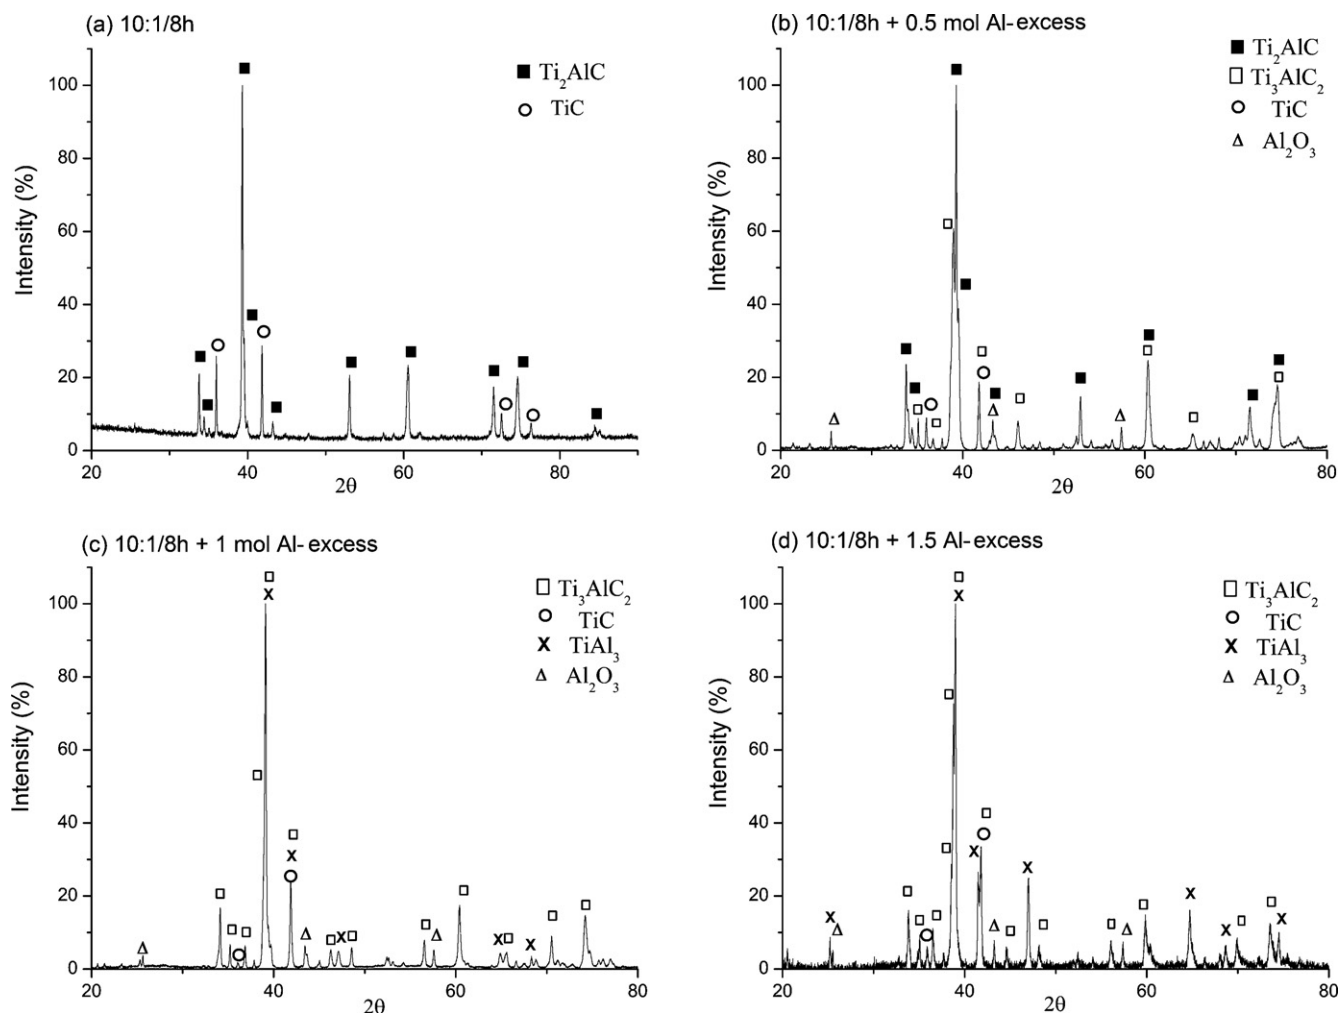 (a) 10:1/8h
■ Ti₂AlC
○ TiC
100
80
60
40
20
0
Intensity (%)
20 40 60 80
2θ
(b) 10:1/8h + 0.5 mol Al-excess
■ Ti₂AlC
□ Ti₃AlC₂
○ TiC
△ Al₂O₃
100
80
60
40
20
0
Intensity (%)
20 40 60 80
2θ
(c) 10:1/8h + 1 mol Al-excess
□ Ti₃AlC₂
○ TiC
X TiAl₃
△ Al₂O₃
100
80
60
40
20
0
Intensity (%)
20 40 60 80
2θ
(d) 10:1/8h + 1.5 Al-excess
□ Ti₃AlC₂
○ TiC
X TiAl₃
△ Al₂O₃
100
80
60
40
20
0
Intensity (%)
20 40 60 80
2θ